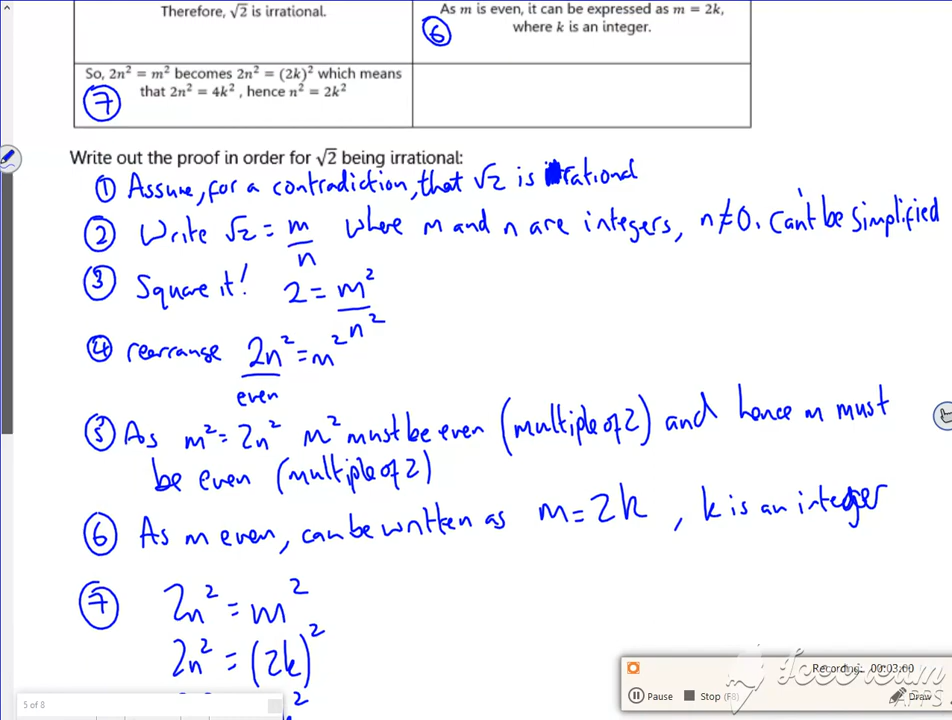 Therefore, √2 is irrational.
As m is even, it can be expressed as m = 2k,
where k is an integer.
⑥
So, 2n² = m² becomes 2n² = (2k)² which means
that 2n² = 4k² , hence n² = 2k²
⑦
Write out the proof in order for √2 being irrational:
① Assume, for a contradiction, that √2 is rational
② Write √2 = m/n where m and n are integers, n≠0. Can't be simplified
③ Square it! 2 = m²/n²
④ rearrange 2n² = m²
even
⑤ As m² = 2n² m² must be even (multiple of 2) and hence m must
be even (multiple of 2)
⑥ As m even, can be written as m = 2k , k is an integer
⑦ 2n² = m²
2n² = (2k)²
Recording... 00:03:00
Pause Stop (F8) Draw
Icecream
APPS
5 of 8